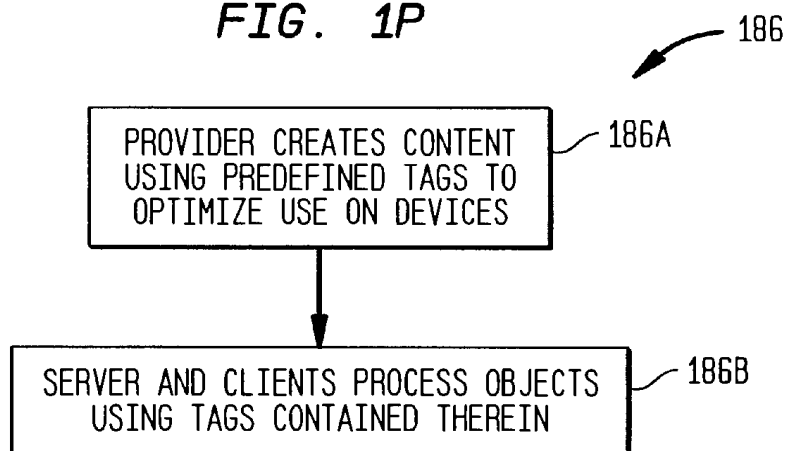 FIG. 1P
186
PROVIDER CREATES CONTENT
USING PREDEFINED TAGS TO
OPTIMIZE USE ON DEVICES
186A
SERVER AND CLIENTS PROCESS OBJECTS
USING TAGS CONTAINED THEREIN
186B